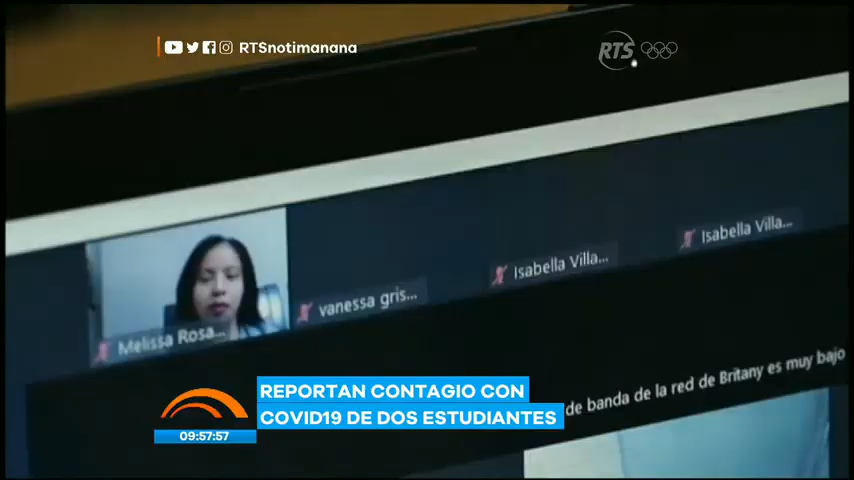 RTSnotimanana
RTS
Melissa Rosa...
vanessa gris...
Isabella Villa...
Isabella Villa...
de banda de la red de Britany es muy bajo
REPORTAN CONTAGIO CON
COVID19 DE DOS ESTUDIANTES
09:57:57